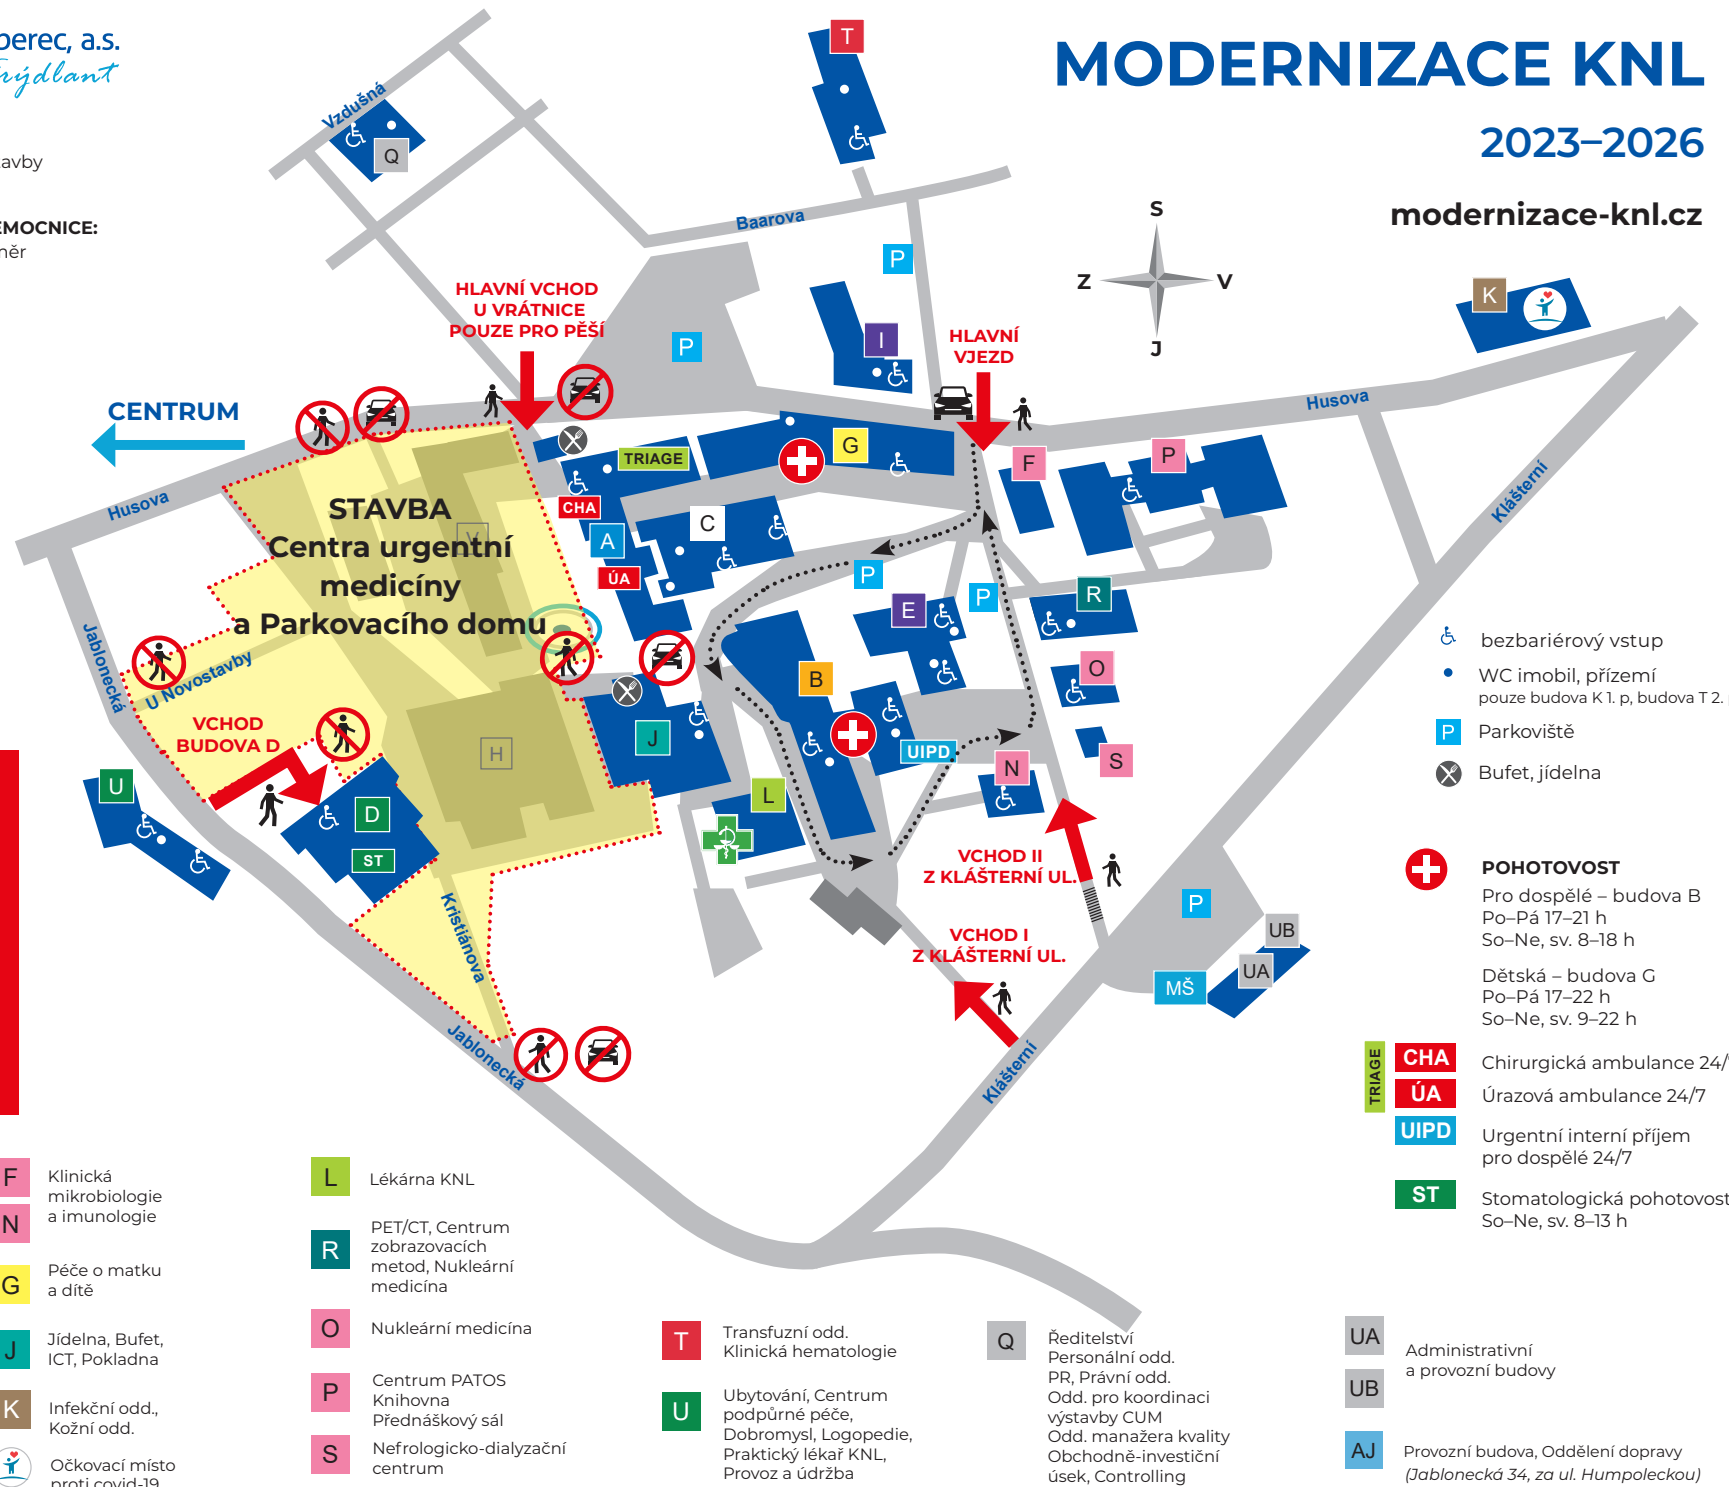 MODERNIZACE KNL
2023–2026
modernizace-knl.cz
perec, a.s.
avby
EMOCNICE:
něr
Vzdušná
Q
T
Baarova
P
S
Z
V
J
HLAVNÍ VCHOD
U VRÁTNICE
POUZE PRO PĚŠÍ
P
I
HLAVNÍ
VJEZD
K
CENTRUM
Husova
Husova
TRIAGE
G
F
P
Klášterní
STAVBA
Centra urgentní
medicíny
a Parkovacího domu
V
CHA
A
C
ÚA
P
P
E
R
Jablonecká
U Novostavby
VCHOD
BUDOVA D
H
J
B
O
UIPD
N
S
U
D
ST
L
VCHOD II
Z KLÁŠTERNÍ UL.
Kristiánova
VCHOD I
Z KLÁŠTERNÍ UL.
P
UB
UA
MŠ
Jablonecká
Klášterní
bezbariérový vstup
WC imobil, přízemí
pouze budova K 1. p, budova T 2.
P Parkoviště
Bufet, jídelna
POHOTOVOST
Pro dospělé – budova B
Po–Pá 17–21 h
So–Ne, sv. 8–18 h
Dětská – budova G
Po–Pá 17–22 h
So–Ne, sv. 9–22 h
TRIAGE
CHA Chirurgická ambulance 24/
ÚA Úrazová ambulance 24/7
UIPD Urgentní interní příjem
pro dospělé 24/7
ST Stomatologická pohotovost
So–Ne, sv. 8–13 h
F Klinická
mikrobiologie
N a imunologie
G Péče o matku
a dítě
J Jídelna, Bufet,
ICT, Pokladna
K Infekční odd.,
Kožní odd.
Očkovací místo
proti covid-19
L Lékárna KNL
R PET/CT, Centrum
zobrazovacích
metod, Nukleární
medicína
O Nukleární medicína
P Centrum PATOS
Knihovna
Přednáškový sál
S Nefrologicko-dialyzační
centrum
T Transfuzní odd.
Klinická hematologie
U Ubytování, Centrum
podpůrné péče,
Dobromysl, Logopedie,
Praktický lékař KNL,
Provoz a údržba
Q Ředitelství
Personální odd.
PR, Právní odd.
Odd. pro koordinaci
výstavby CUM
Odd. manažera kvality
Obchodně-investiční
úsek, Controlling
UA Administrativní
UB a provozní budovy
AJ Provozní budova, Oddělení dopravy
(Jablonecká 34, za ul. Humpoleckou)